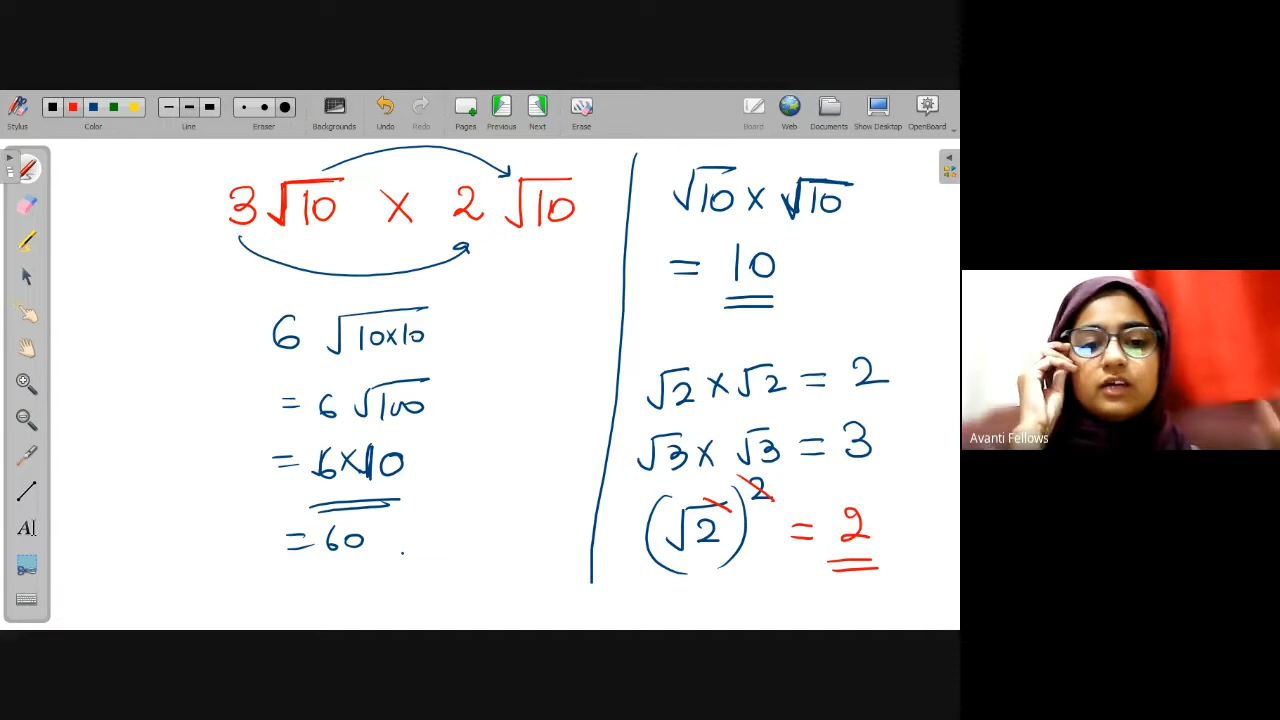 Stylus Color Line Eraser Backgrounds Undo Redo Pages Previous Next Erase Board Web Documents Show Desktop OpenBoard
3√10 × 2√10
6 √10×10
= 6 √100
= 6×10
= 60
√10 × √10
= 10
√2 × √2 = 2
√3 × √3 = 3
(√2)² = 2
Avanti Fellows